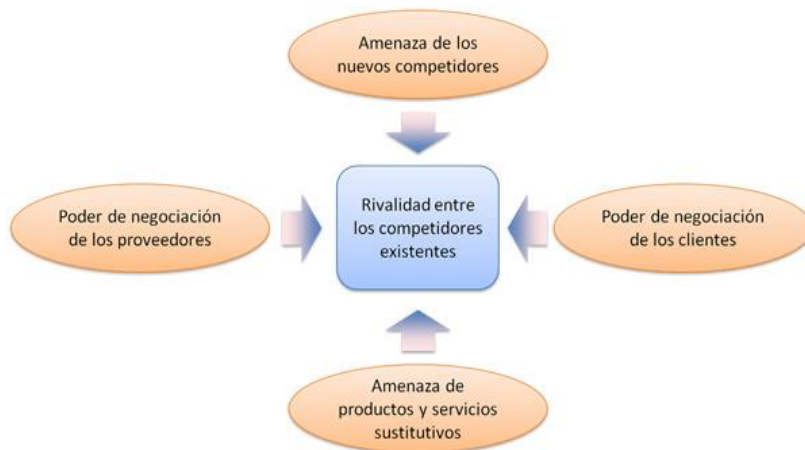 Amenaza de los
nuevos competidores
Poder de negociación
de los proveedores
Rivalidad entre
los competidores
existentes
Poder de negociación
de los clientes
Amenaza de
productos y servicios
sustitutivos